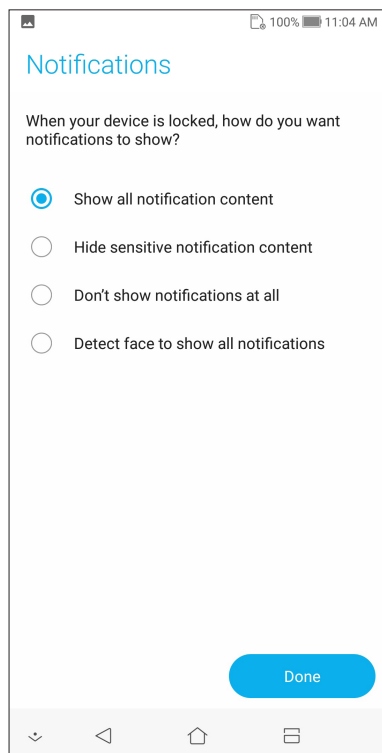 100% 11:04 AM
Notifications
When your device is locked, how do you want
notifications to show?
Show all notification content
Hide sensitive notification content
Don’t show notifications at all
Detect face to show all notifications
Done